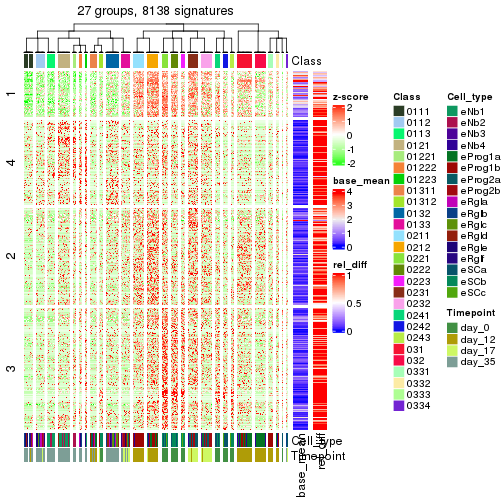 27 groups, 8138 signatures
Class
1
4
2
3
Cell_type
Timepoint
base_mean
rel_diff
z-score
2
1
0
-1
-2
base_mean
4
3
2
1
0
rel_diff
1
0.5
0
Class
0111
0112
0113
0121
01221
01222
01223
01311
01312
0132
0133
0211
0212
0221
0222
0223
0231
0232
0241
0242
0243
031
032
0331
0332
0333
0334
Cell_type
eNb1
eNb2
eNb3
eNb4
eProg1a
eProg1b
eProg2a
eProg2b
eRgla
eRglb
eRglc
eRgld
eRgle
eRglf
eSCa
eSCb
eSCc
Timepoint
day_0
day_12
day_17
day_35